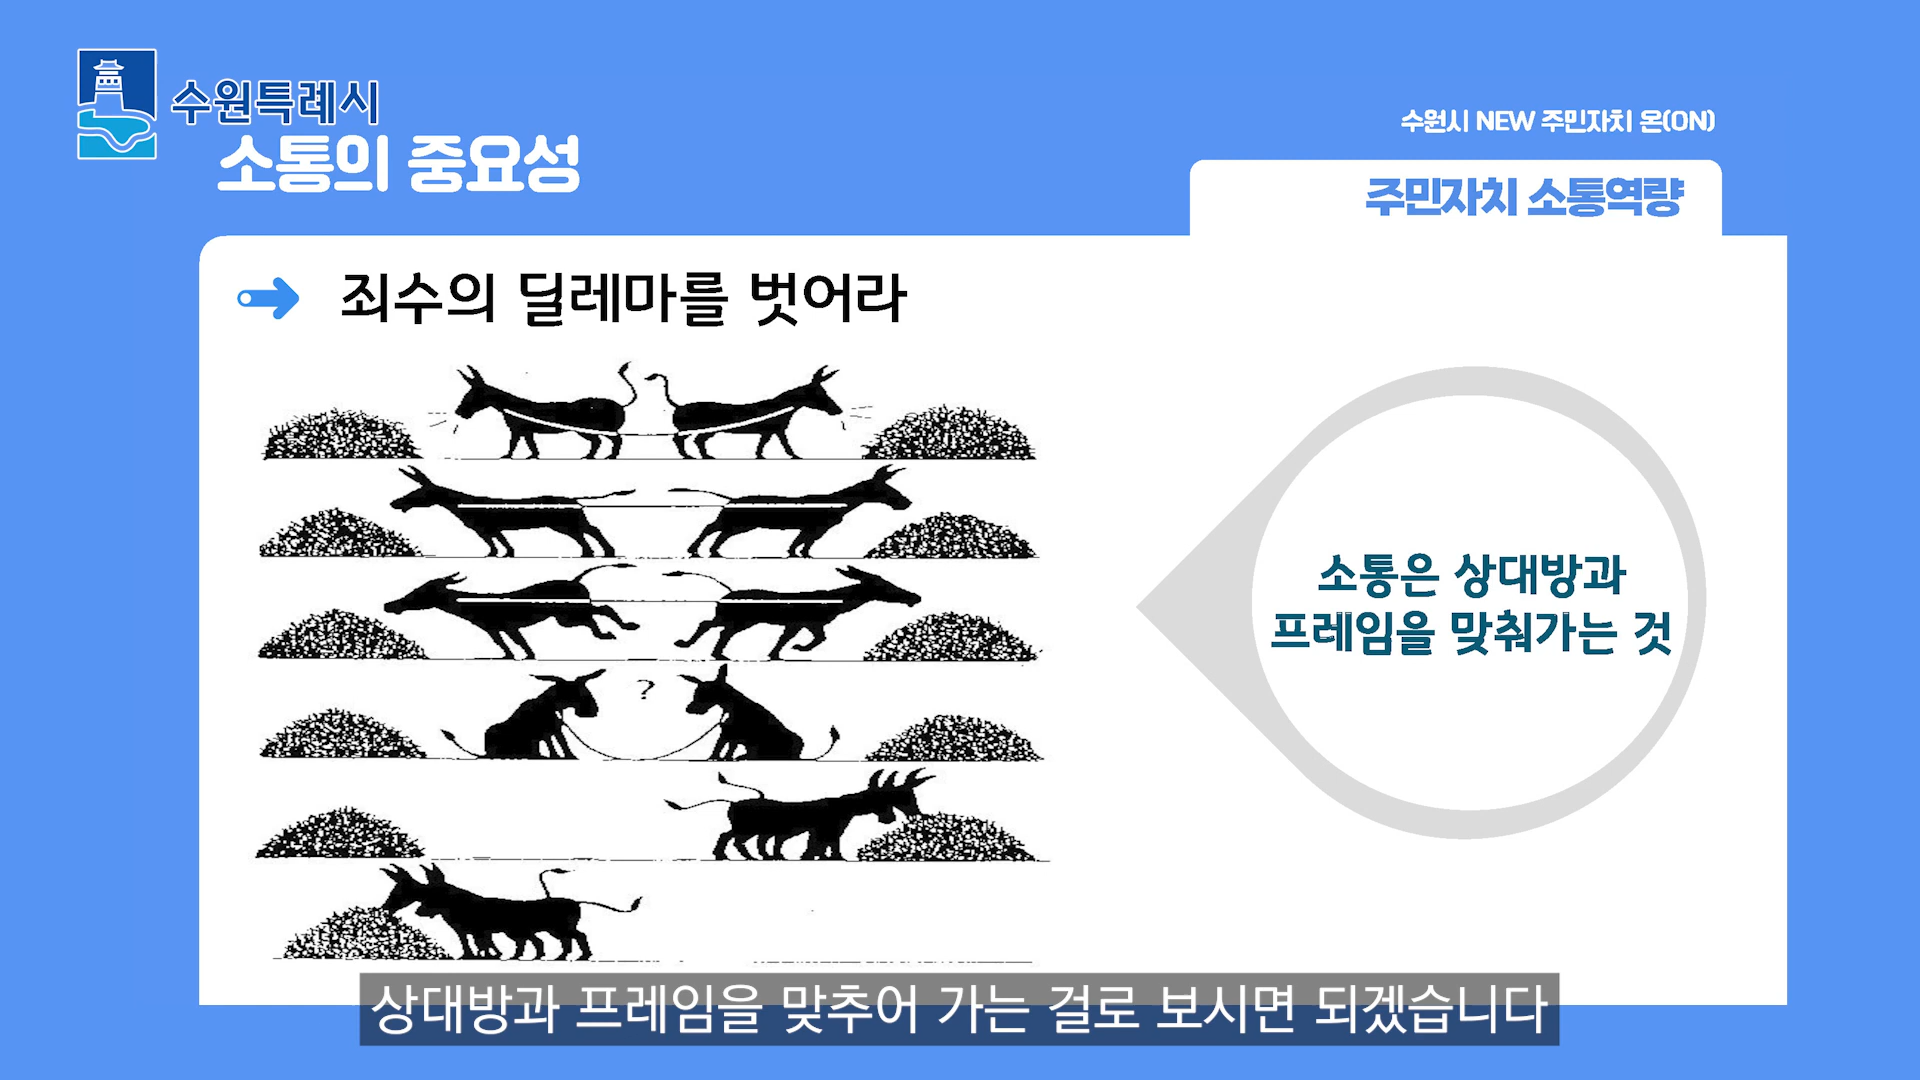 수원특례시
소통의 중요성
수원시 NEW 주민자치 온(ON)
주민자치 소통역량
죄수의 딜레마를 벗어라
?
소통은 상대방과
프레임을 맞춰가는 것
상대방과 프레임을 맞추어 가는 걸로 보시면 되겠습니다